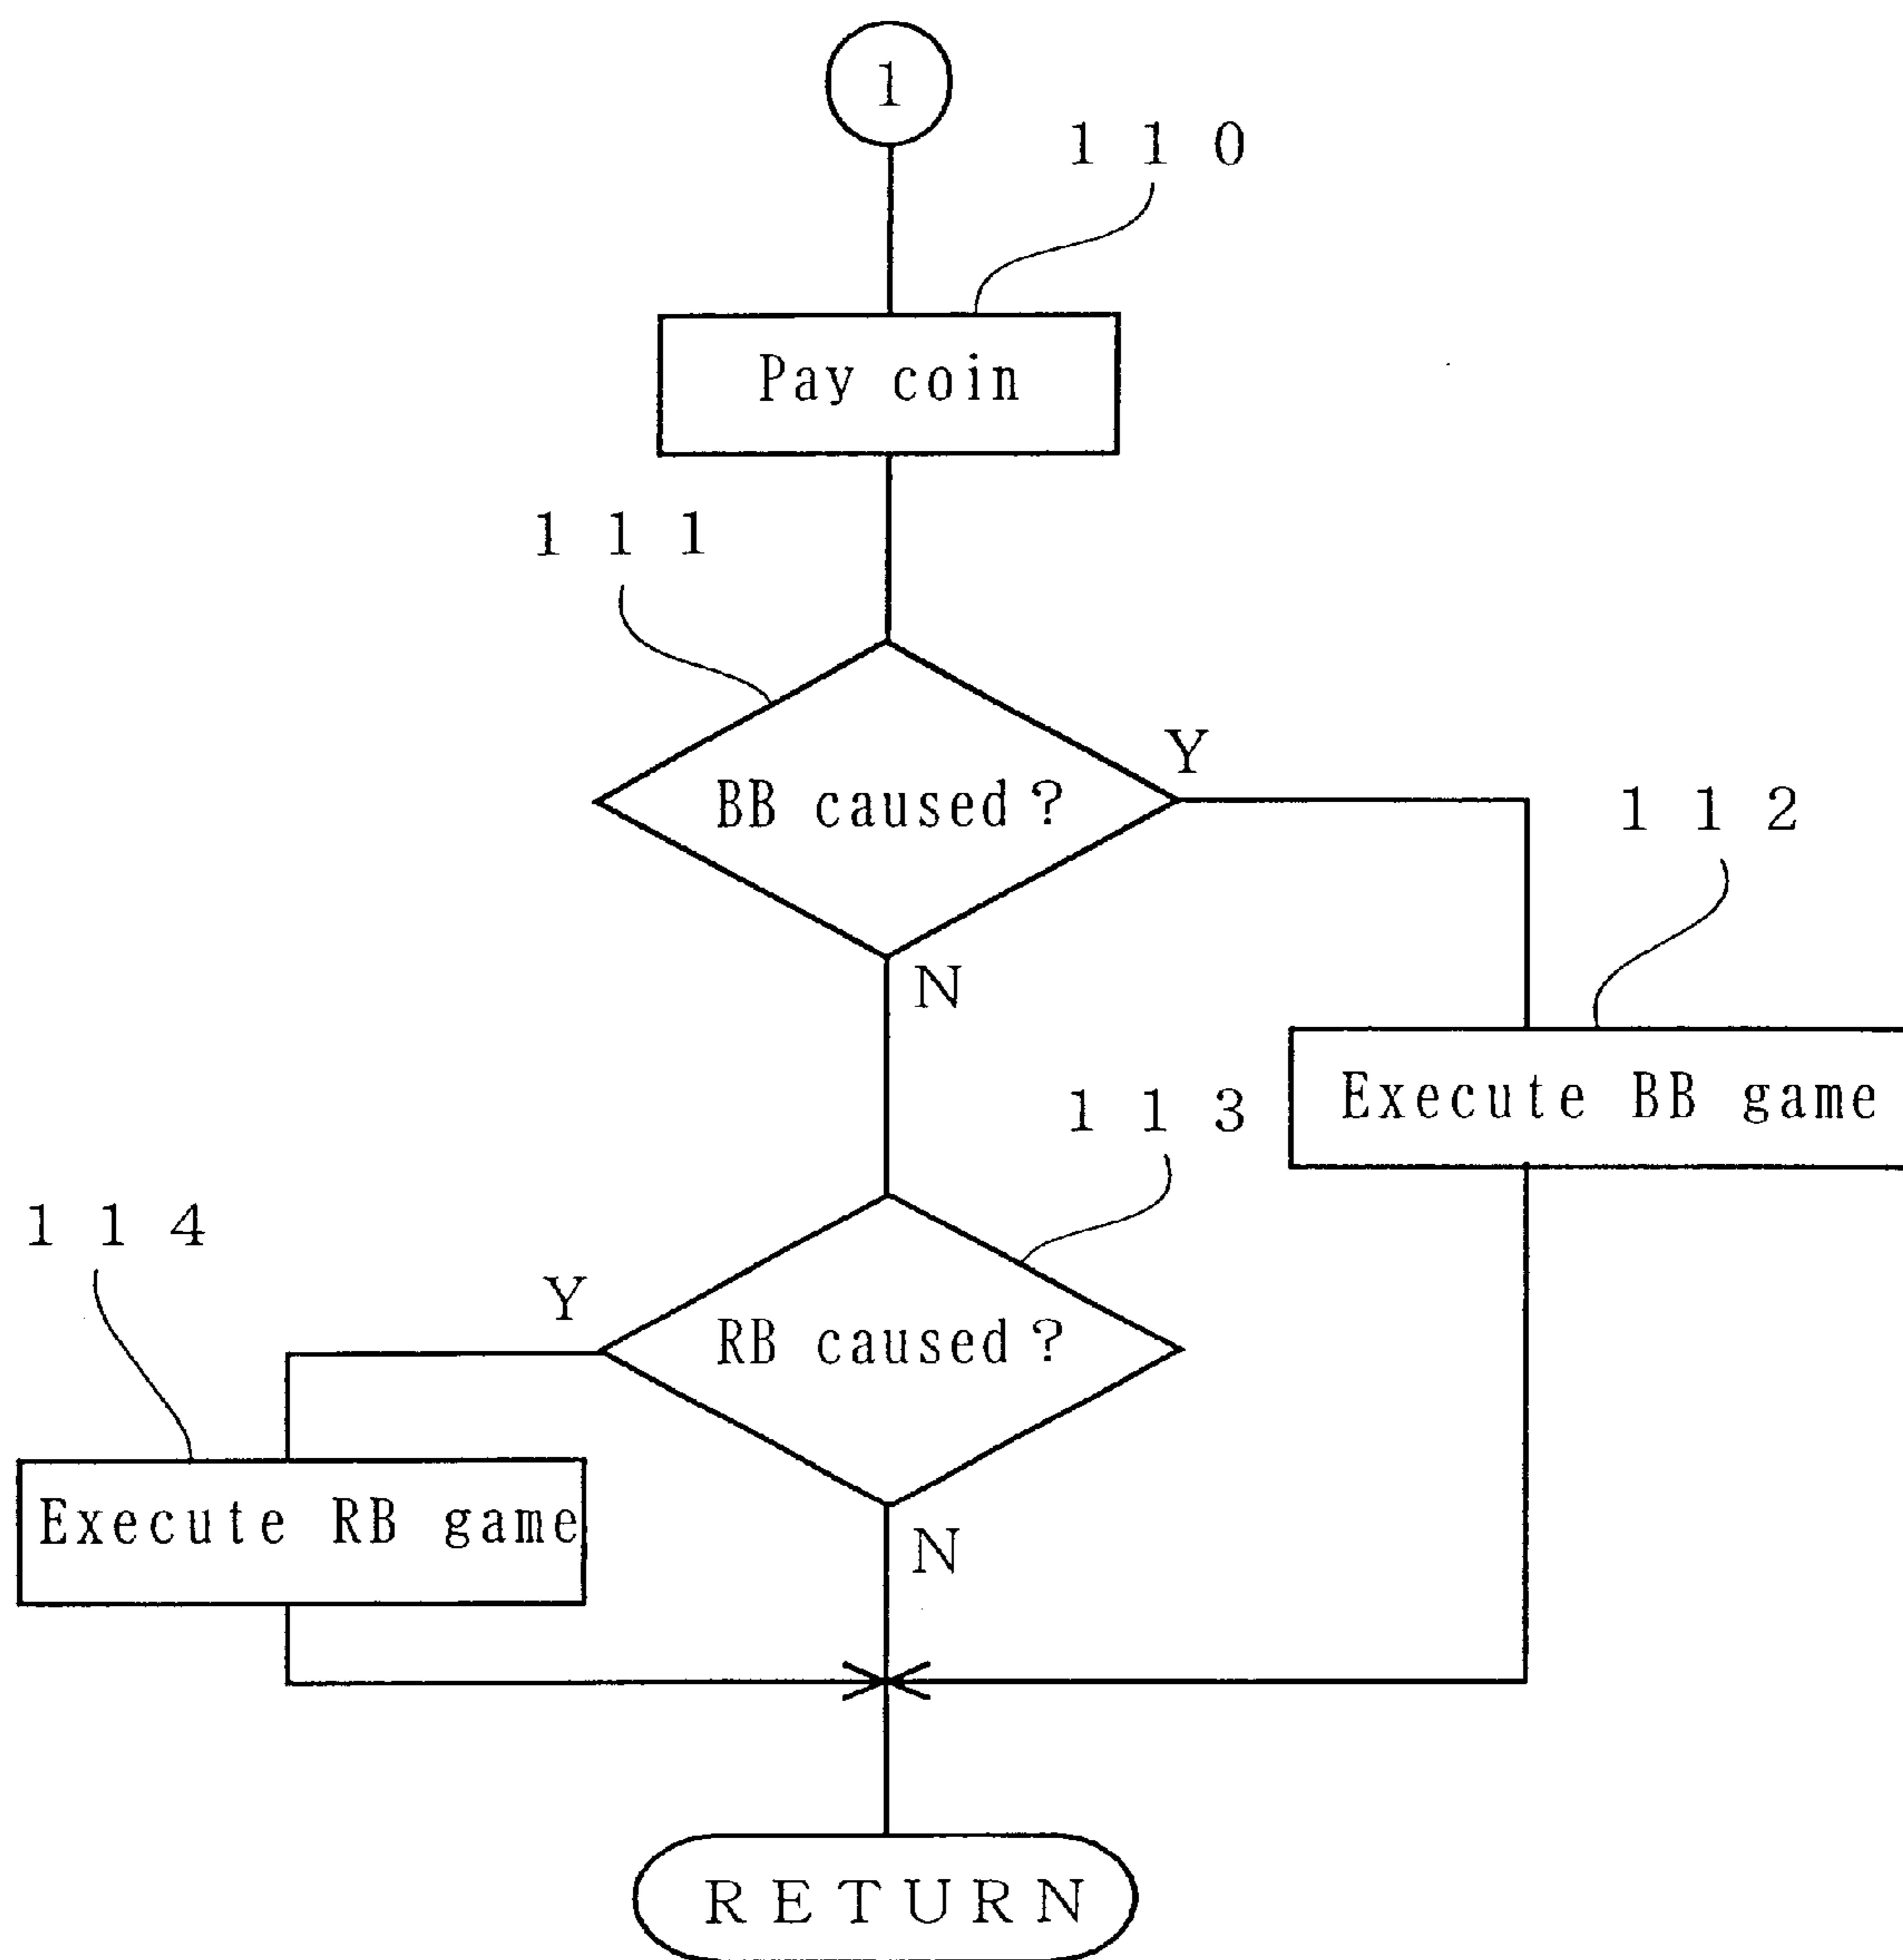 1
110
Pay coin
111
BB caused?
Y
112
N
Execute BB game
113
114
Y
RB caused?
Execute RB game
N
RETURN